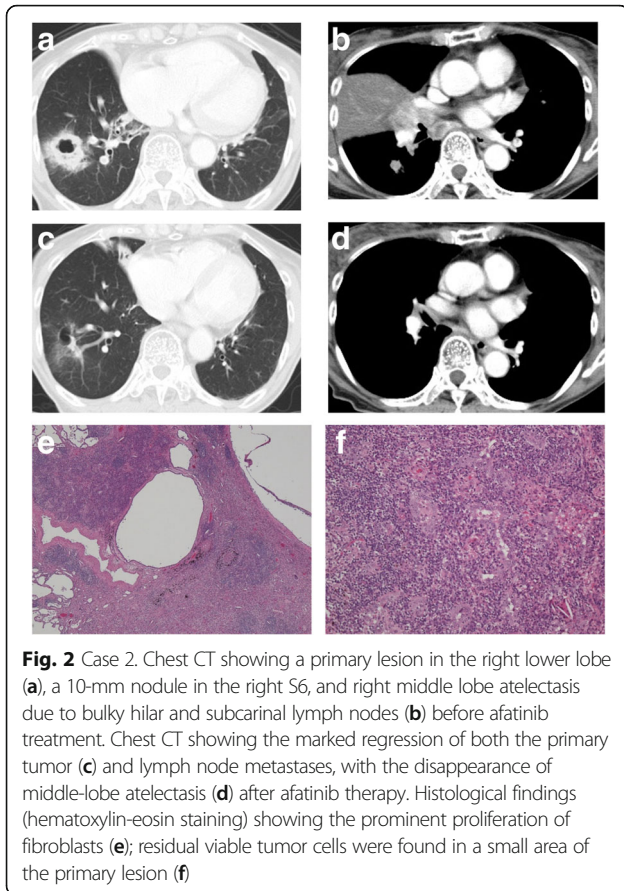 a
b
c
d
e
f
Fig. 2 Case 2. Chest CT showing a primary lesion in the right lower lobe
(a), a 10-mm nodule in the right S6, and right middle lobe atelectasis
due to bulky hilar and subcarinal lymph nodes (b) before afatinib
treatment. Chest CT showing the marked regression of both the primary
tumor (c) and lymph node metastases, with the disappearance of
middle-lobe atelectasis (d) after afatinib therapy. Histological findings
(hematoxylin-eosin staining) showing the prominent proliferation of
fibroblasts (e); residual viable tumor cells were found in a small area of
the primary lesion (f)